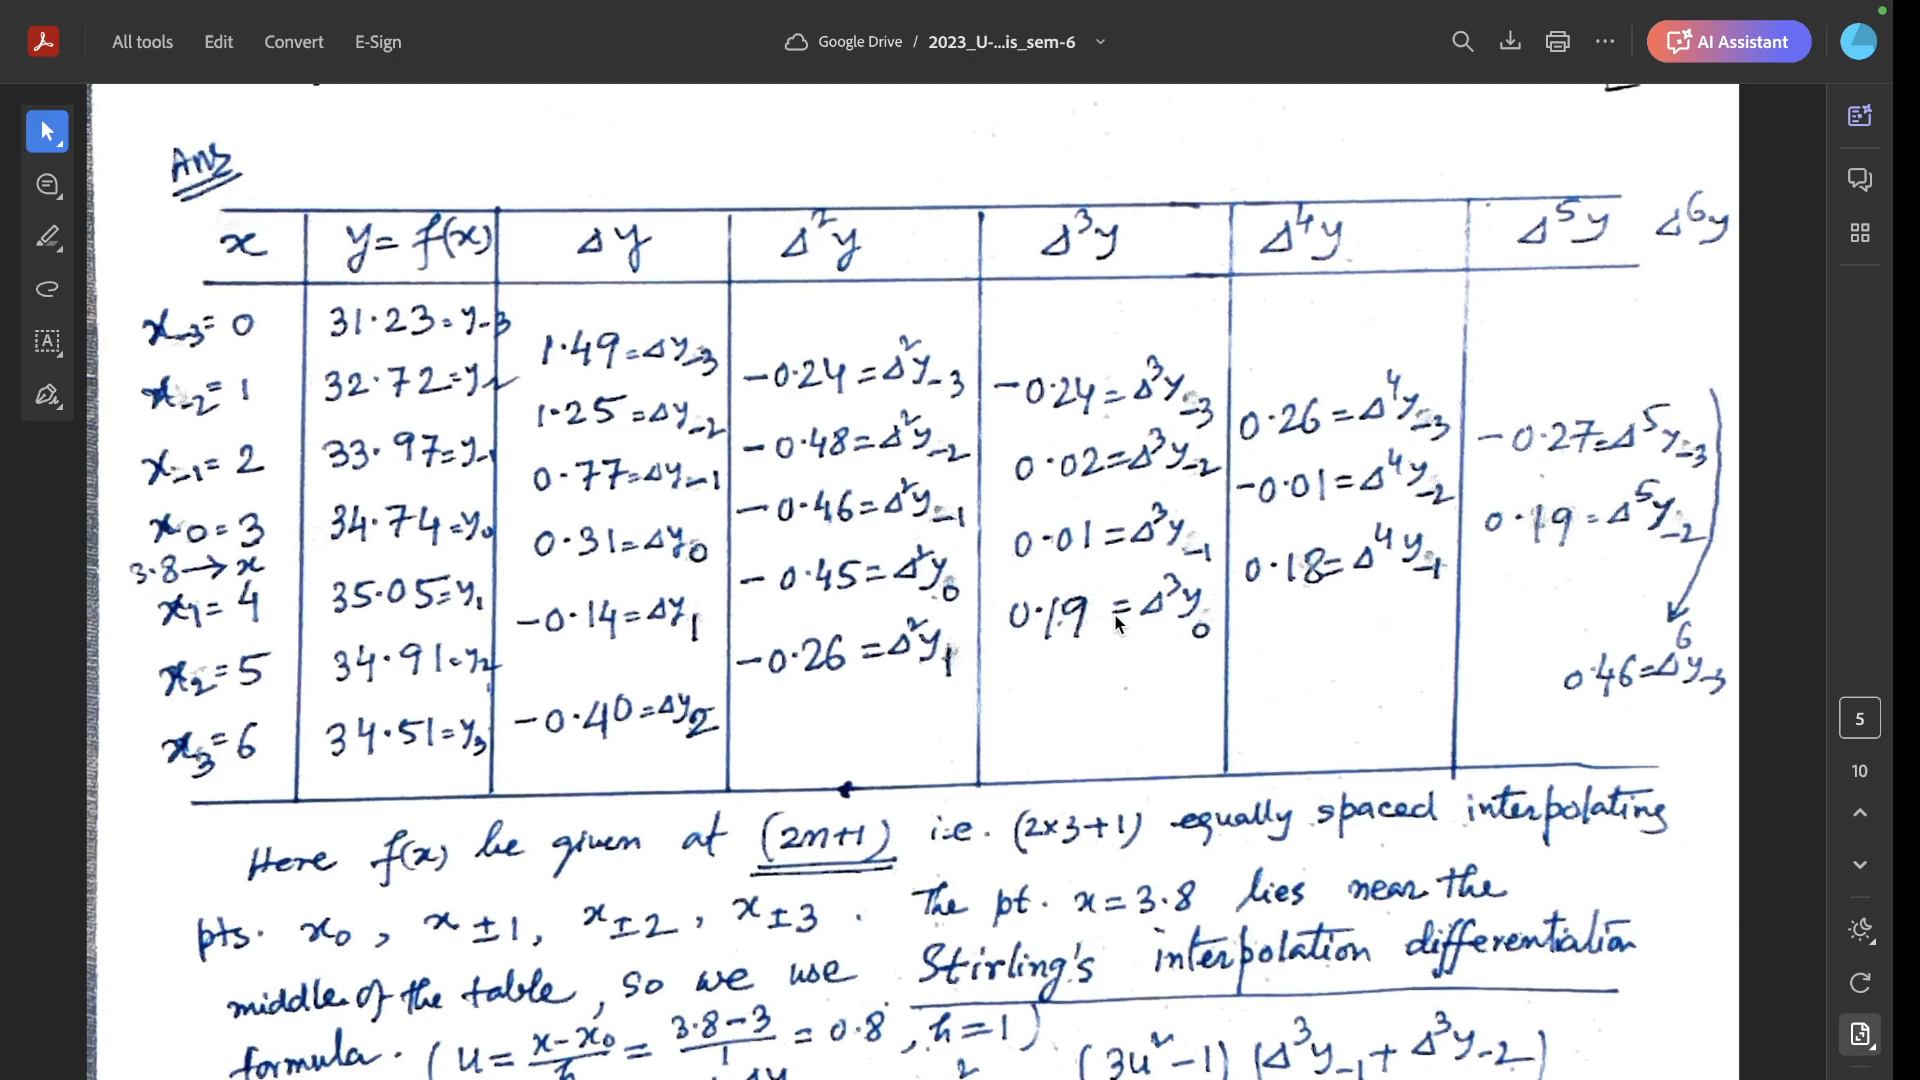 All tools Edit Convert E-Sign Google Drive / 2023_U-...is_sem-6 AI Assistant
Ans
x y = f(x) Δy Δ²y Δ³y Δ⁴y Δ⁵y Δ⁶y
x₋₃ = 0 31.23 = y₋₃
1.49 = Δy₋₃
x₋₂ = 1 32.72 = y₋₂ -0.24 = Δ²y₋₃
1.25 = Δy₋₂ -0.24 = Δ³y₋₃
x₋₁ = 2 33.97 = y₋₁ -0.48 = Δ²y₋₂ 0.26 = Δ⁴y₋₃
0.77 = Δy₋₁ 0.02 = Δ³y₋₂ -0.27 = Δ⁵y₋₃
x₀ = 3 34.74 = y₀ -0.46 = Δ²y₋₁ -0.01 = Δ⁴y₋₂
3.8 → x 0.31 = Δy₀ 0.01 = Δ³y₋₁ 0.19 = Δ⁵y₋₂
x₁ = 4 35.05 = y₁ -0.45 = Δ²y₀ 0.18 = Δ⁴y₋₁
-0.14 = Δy₁ 0.19 = Δ³y₀
x₂ = 5 34.91 = y₂ -0.26 = Δ²y₁ 0.46 = Δ⁶y₋₃
-0.40 = Δy₂
x₃ = 6 34.51 = y₃
Here f(x) be given at (2n+1) i.e. (2×3+1) equally spaced interpolating
pts. x₀, x±1, x±2, x±3. The pt. x = 3.8 lies near the
middle of the table, so we use Stirling's interpolation differentiation
formula. (u = (x-x₀)/h = (3.8-3)/1 = 0.8, h = 1)
(3u²-1) (Δ³y₋₁ + Δ³y₋₂)
5
10